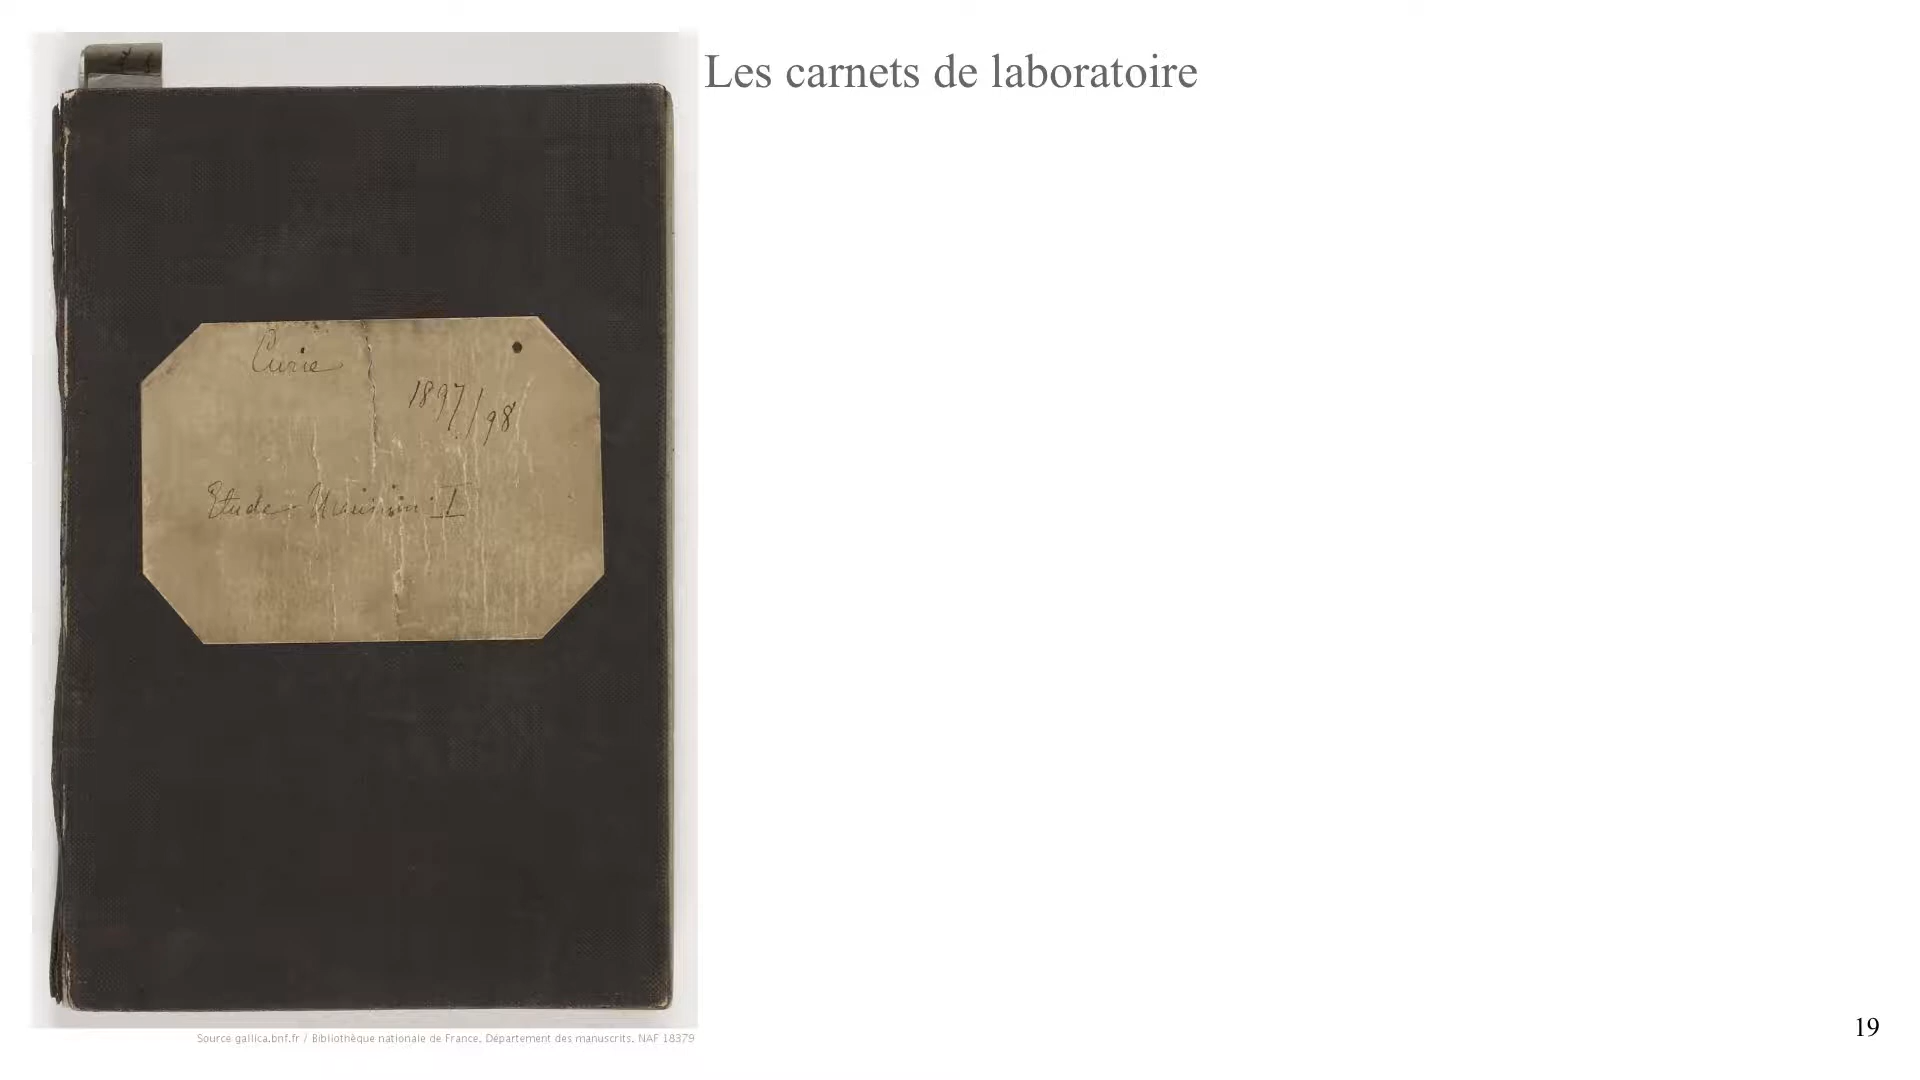 Les carnets de laboratoire
Curie
1897/98
Etude
I
Source gallica.bnf.fr / Bibliothèque nationale de France. Département des manuscrits. NAF 18379
19